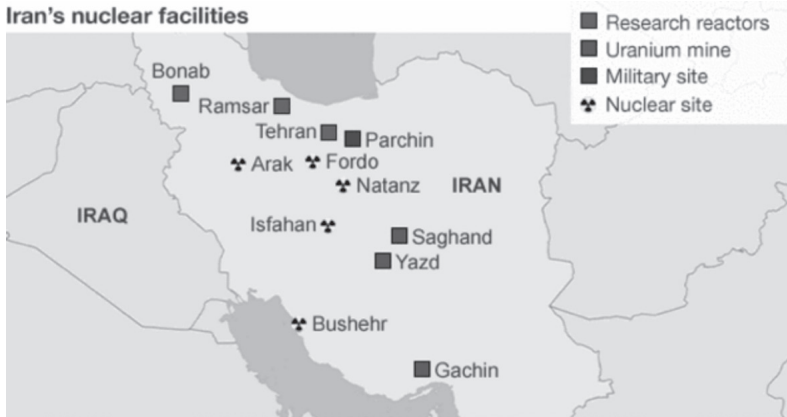 Iran's nuclear facilities
Research reactors
Uranium mine
Military site
Nuclear site
Bonab
Ramsar
Tehran
Parchin
Arak
Fordo
Natanz
IRAN
IRAQ
Isfahan
Saghand
Yazd
Bushehr
Gachin